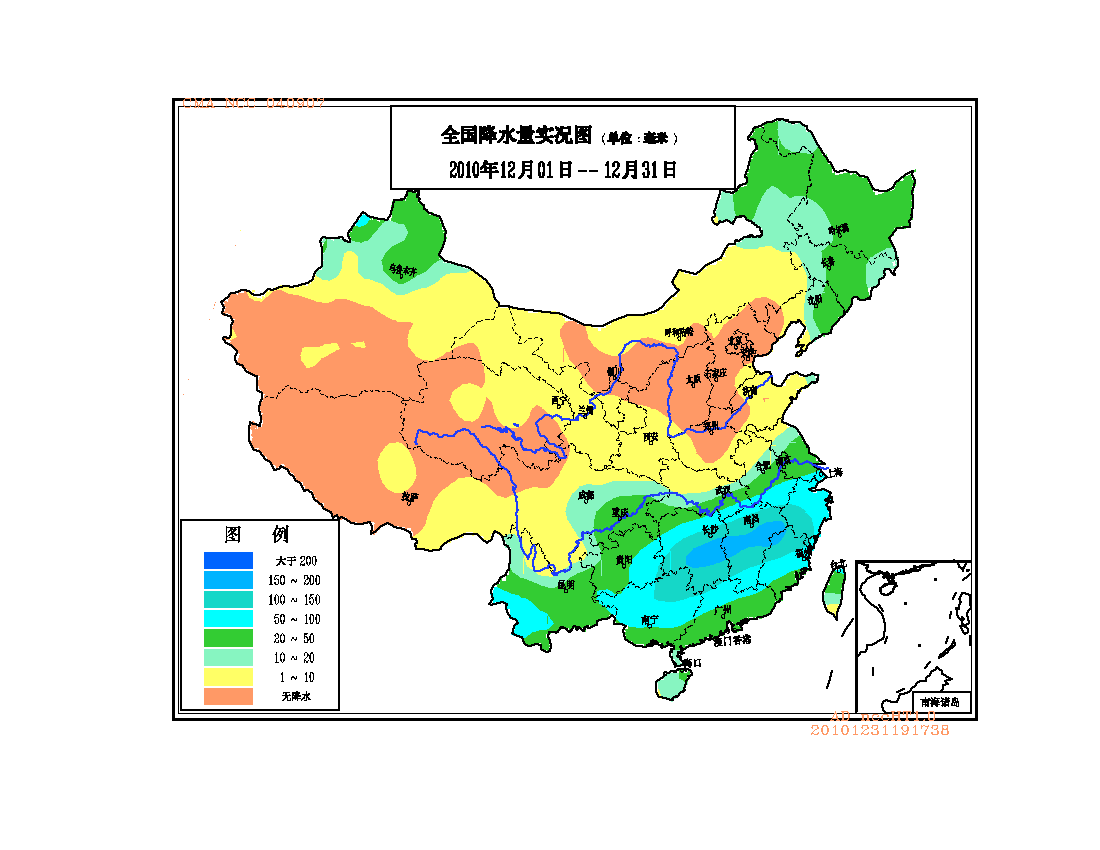 CMA NCC 040902
全国降水量实况图（单位：毫米）
2010年12月01日 -- 12月31日
哈尔滨
长春
乌鲁木齐
沈阳
呼和浩特
北京
天津
银川
太原
石家庄
济南
西宁
兰州
郑州
西安
合肥
南京
上海
拉萨
成都
武汉
重庆
长沙
南昌
贵阳
福州
台北
昆明
广州
南宁
澳门香港
海口
图 例
大于 200
150 ~ 200
100 ~ 150
50 ~ 100
20 ~ 50
10 ~ 20
1 ~ 10
无降水
南海诸岛
20101231191738